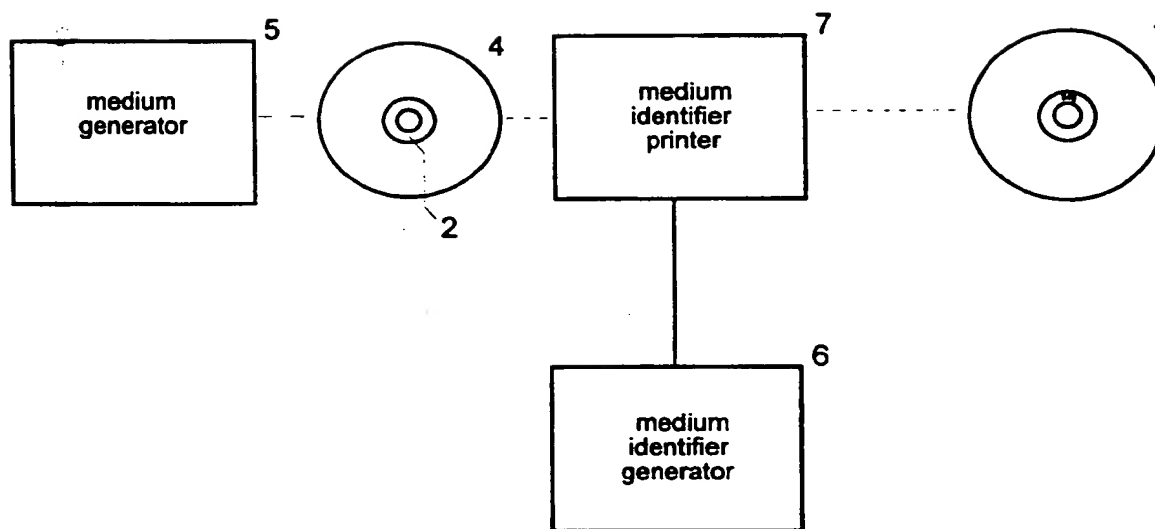 5
medium
generator
4
2
7
medium
identifier
printer
6
medium
identifier
generator